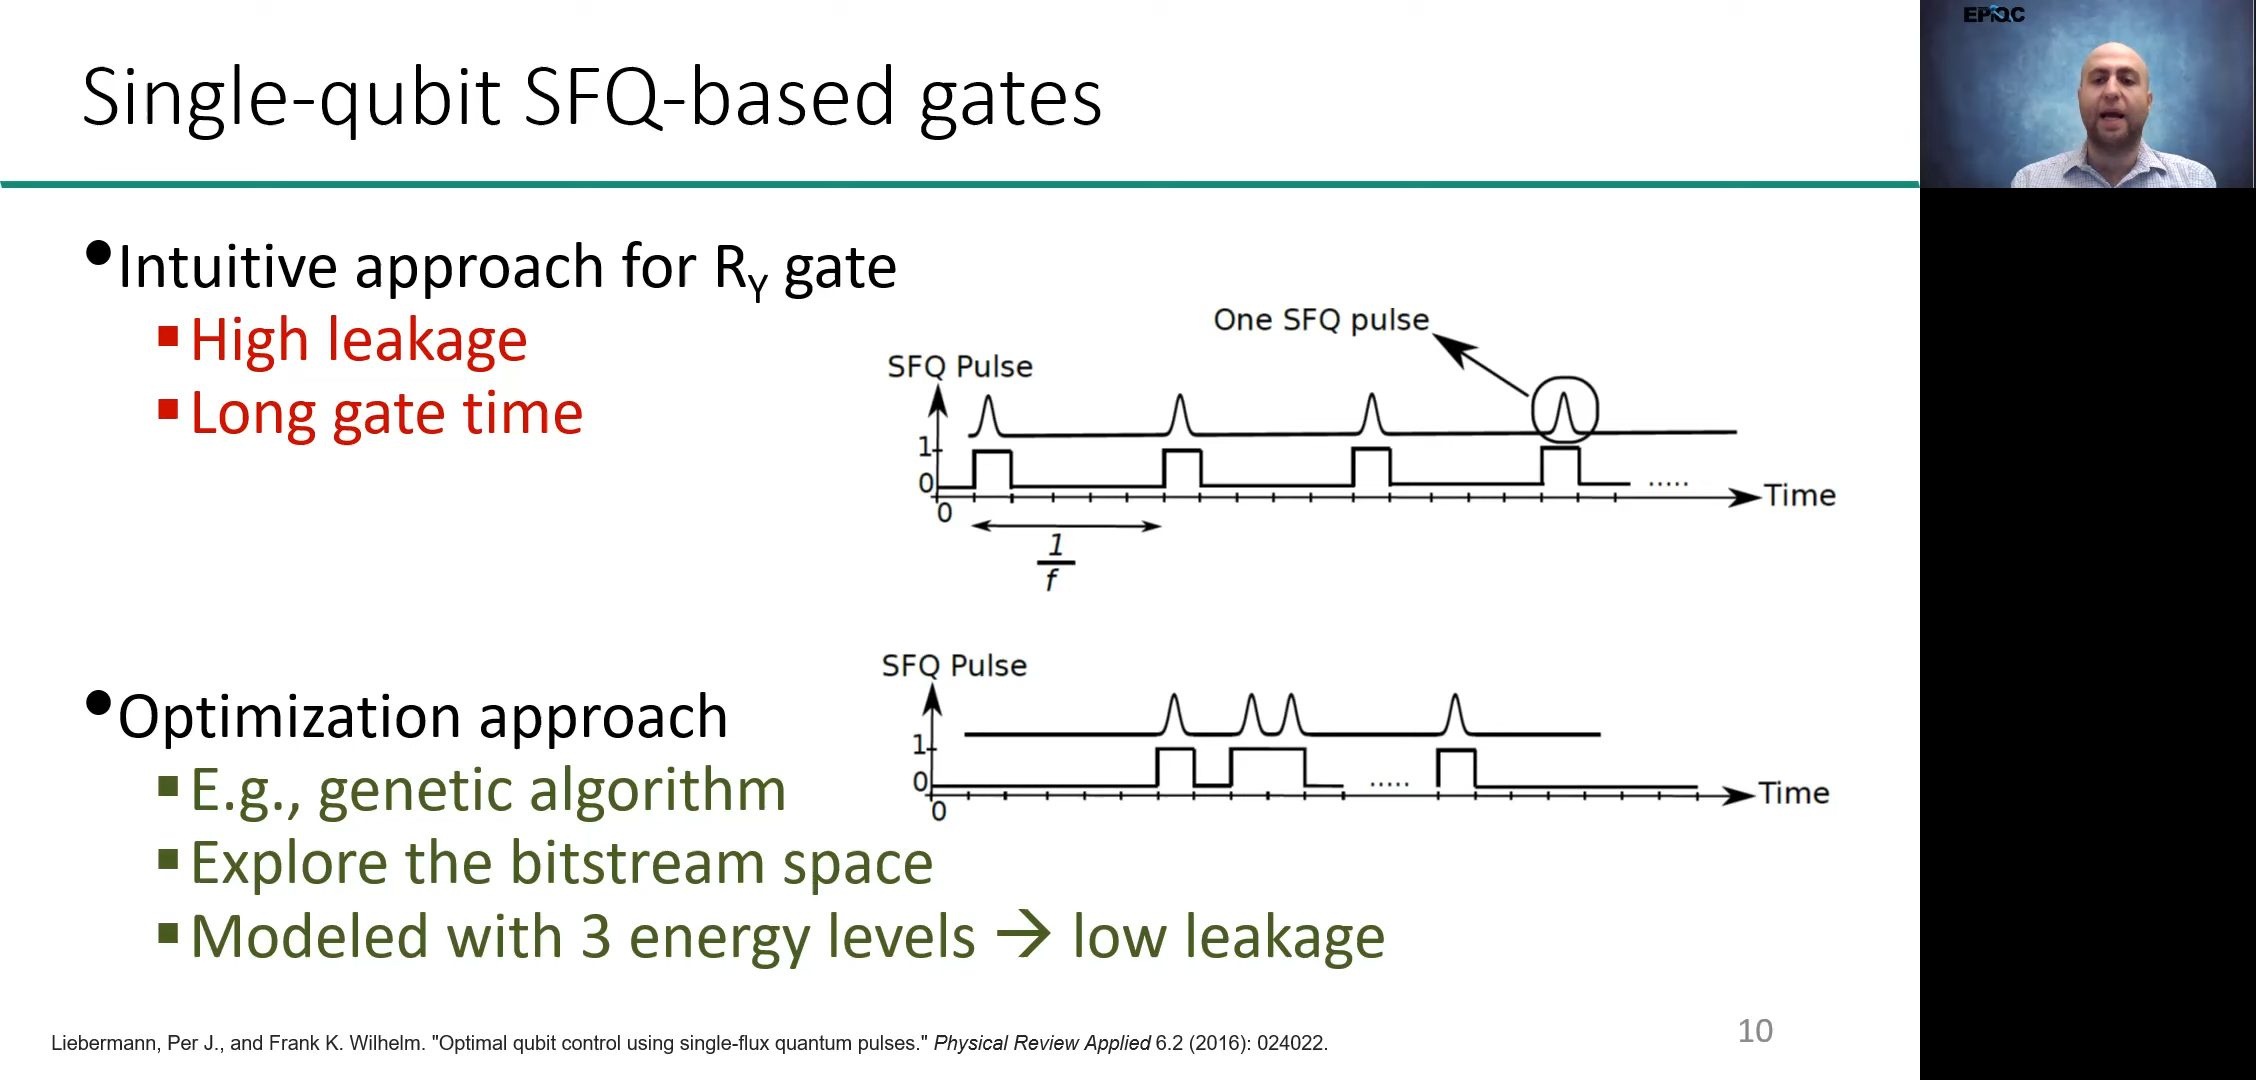 Single-qubit SFQ-based gates
EPiQC
•Intuitive approach for RY gate
▪High leakage
▪Long gate time
One SFQ pulse
SFQ Pulse
1
0
0
Time
1
f
.....
•Optimization approach
▪E.g., genetic algorithm
▪Explore the bitstream space
▪Modeled with 3 energy levels → low leakage
SFQ Pulse
1
0
0
.....
Time
Liebermann, Per J., and Frank K. Wilhelm. "Optimal qubit control using single-flux quantum pulses." Physical Review Applied 6.2 (2016): 024022.
10